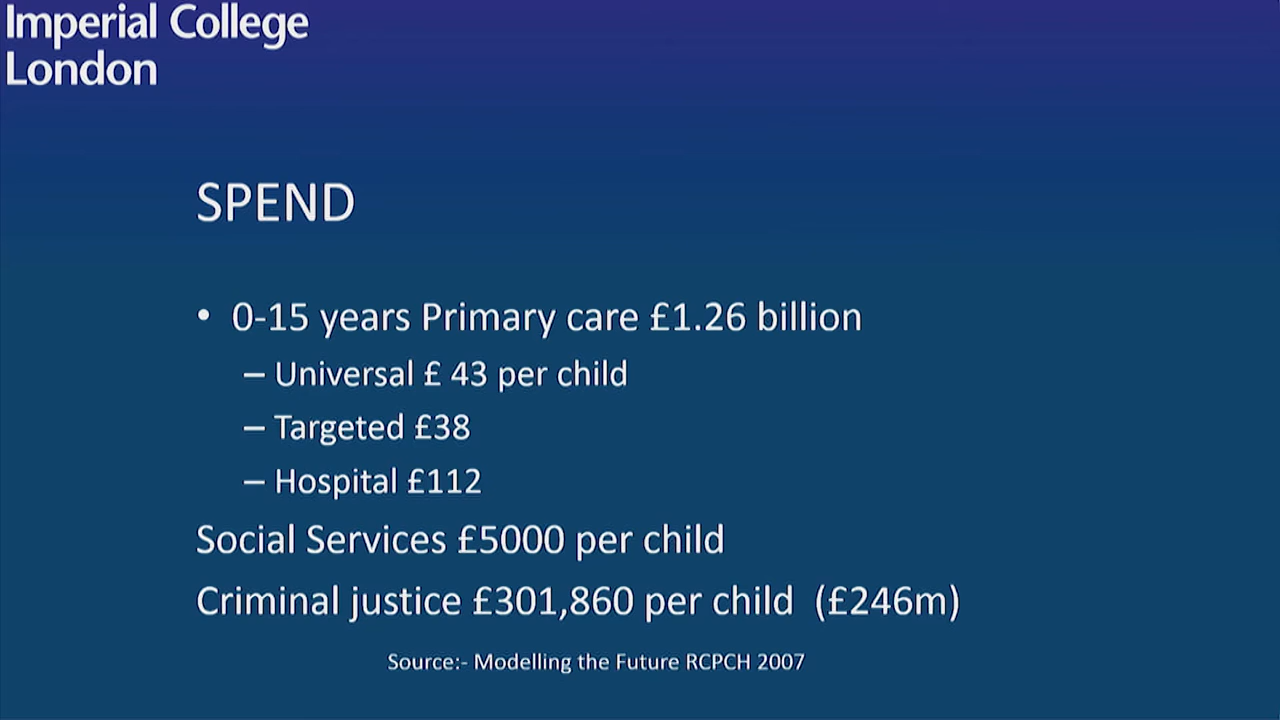 Imperial College
London
SPEND
• 0-15 years Primary care £1.26 billion
– Universal £ 43 per child
– Targeted £38
– Hospital £112
Social Services £5000 per child
Criminal justice £301,860 per child (£246m)
Source:- Modelling the Future RCPCH 2007